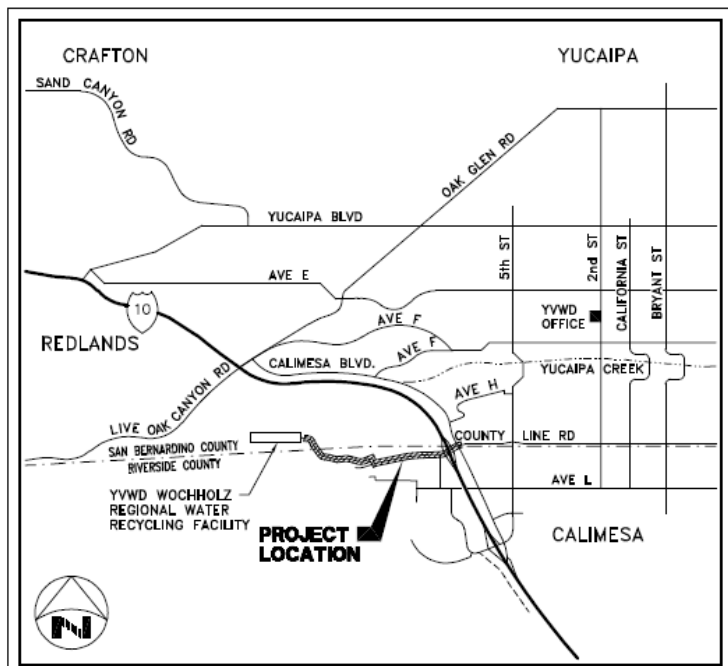 CRAFTON
YUCAIPA
SAND CANYON RD
OAK GLEN RD
YUCAIPA BLVD
5th ST
2nd ST
CALIFORNIA ST
BRYANT ST
AVE E
10
YVWD
OFFICE
AVE F
REDLANDS
AVE F
CALIMESA BLVD.
YUCAIPA CREEK
AVE H
LIVE OAK CANYON RD
COUNTY LINE RD
SAN BERNARDINO COUNTY
RIVERSIDE COUNTY
AVE L
YVWD WOCHHOLZ
REGIONAL WATER
RECYCLING FACILITY
PROJECT
LOCATION
CALIMESA
N